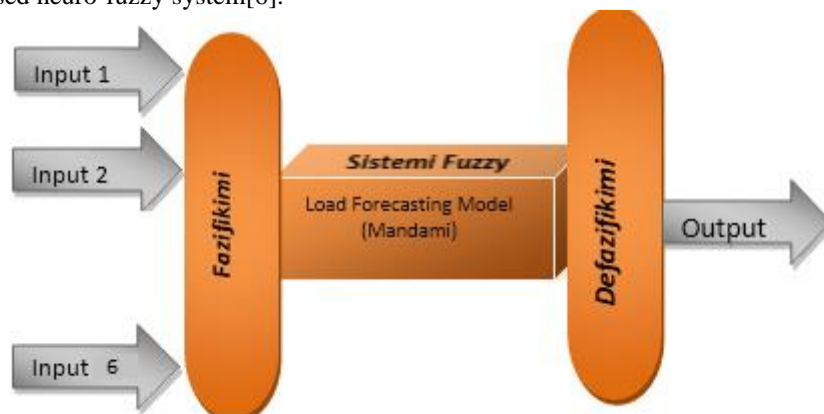 sed neuro fuzzy system[6].
Input 1
Input 2
Input 6
Fazifikimi
Sistemi Fuzzy
Load Forecasting Model
(Mandami)
Defazifikimi
Output